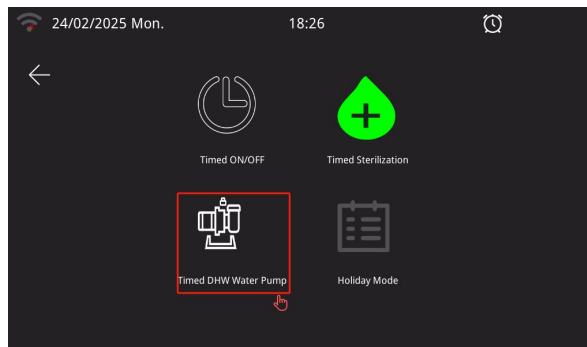 24/02/2025 Mon. 18:26
Timed ON/OFF Timed Sterilization
Timed DHW Water Pump Holiday Mode